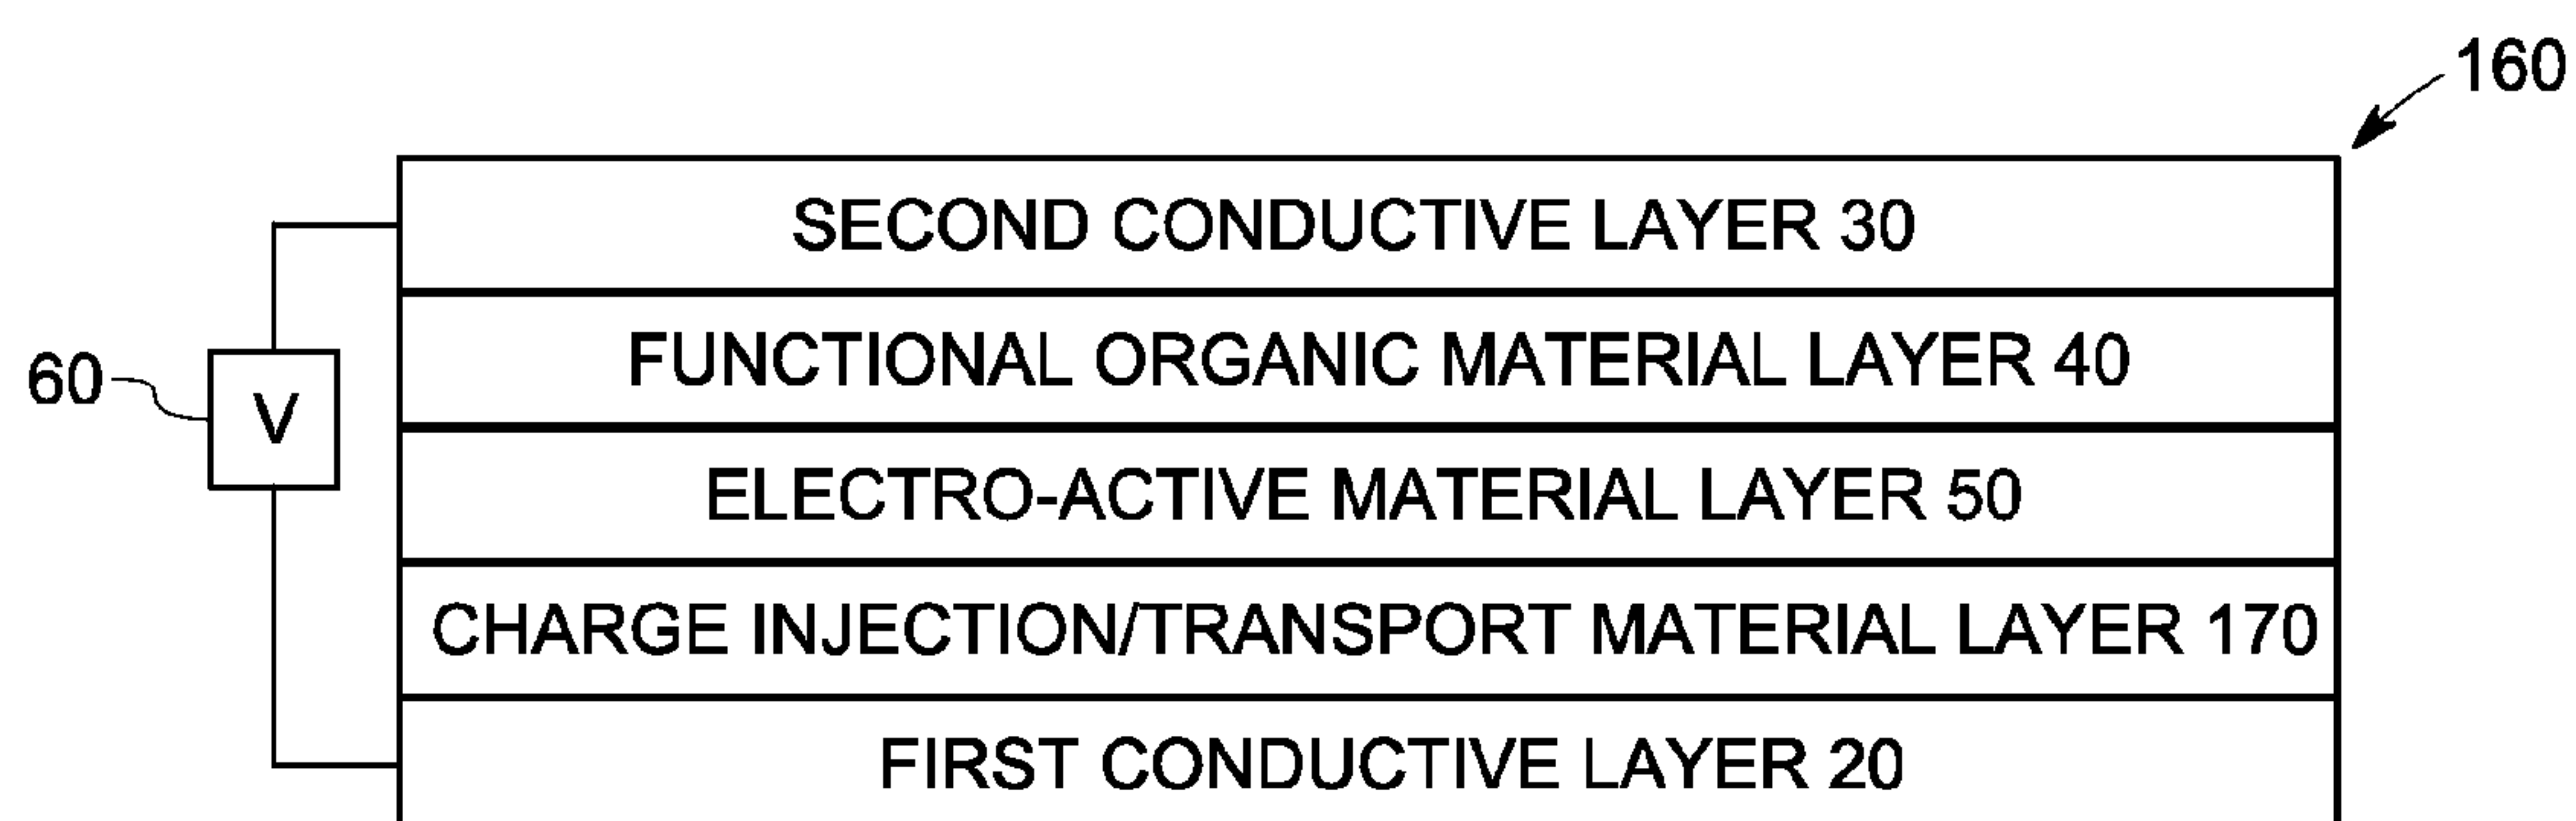 160
SECOND CONDUCTIVE LAYER 30
FUNCTIONAL ORGANIC MATERIAL LAYER 40
60
V
ELECTRO-ACTIVE MATERIAL LAYER 50
CHARGE INJECTION/TRANSPORT MATERIAL LAYER 170
FIRST CONDUCTIVE LAYER 20